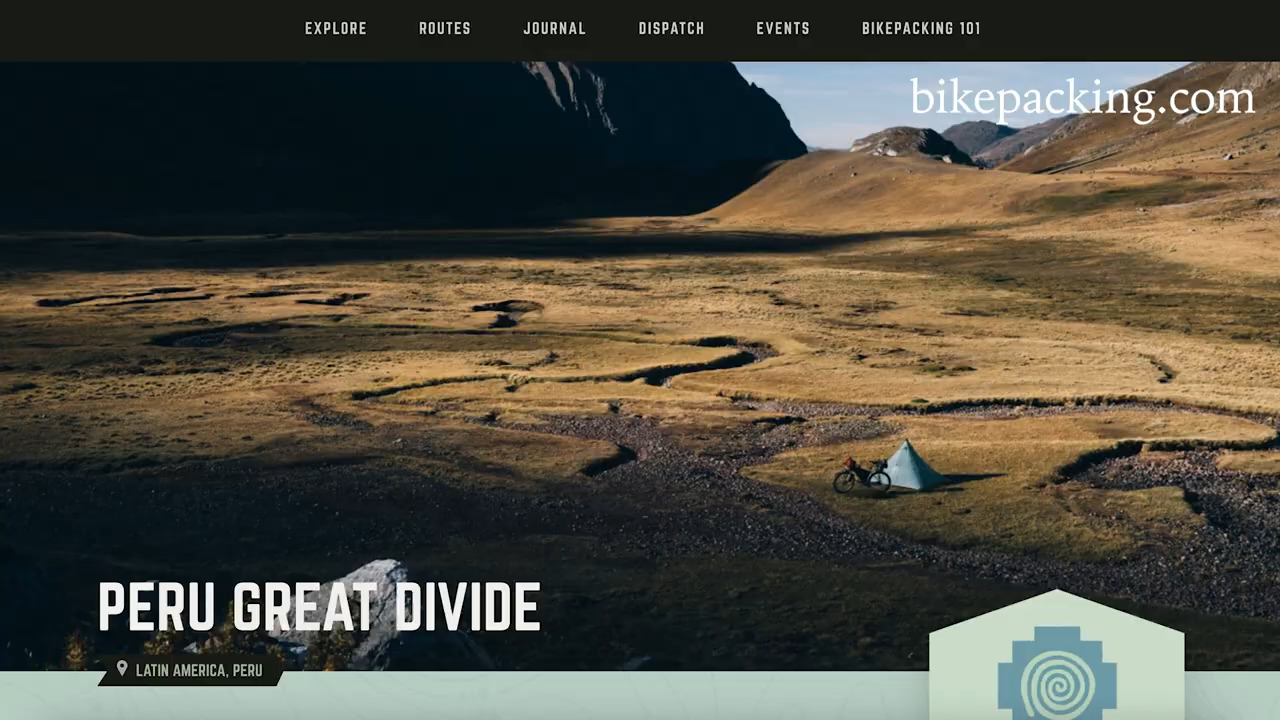 EXPLORE ROUTES JOURNAL DISPATCH EVENTS BIKEPACKING 101
bikepacking.com
PERU GREAT DIVIDE
LATIN AMERICA, PERU